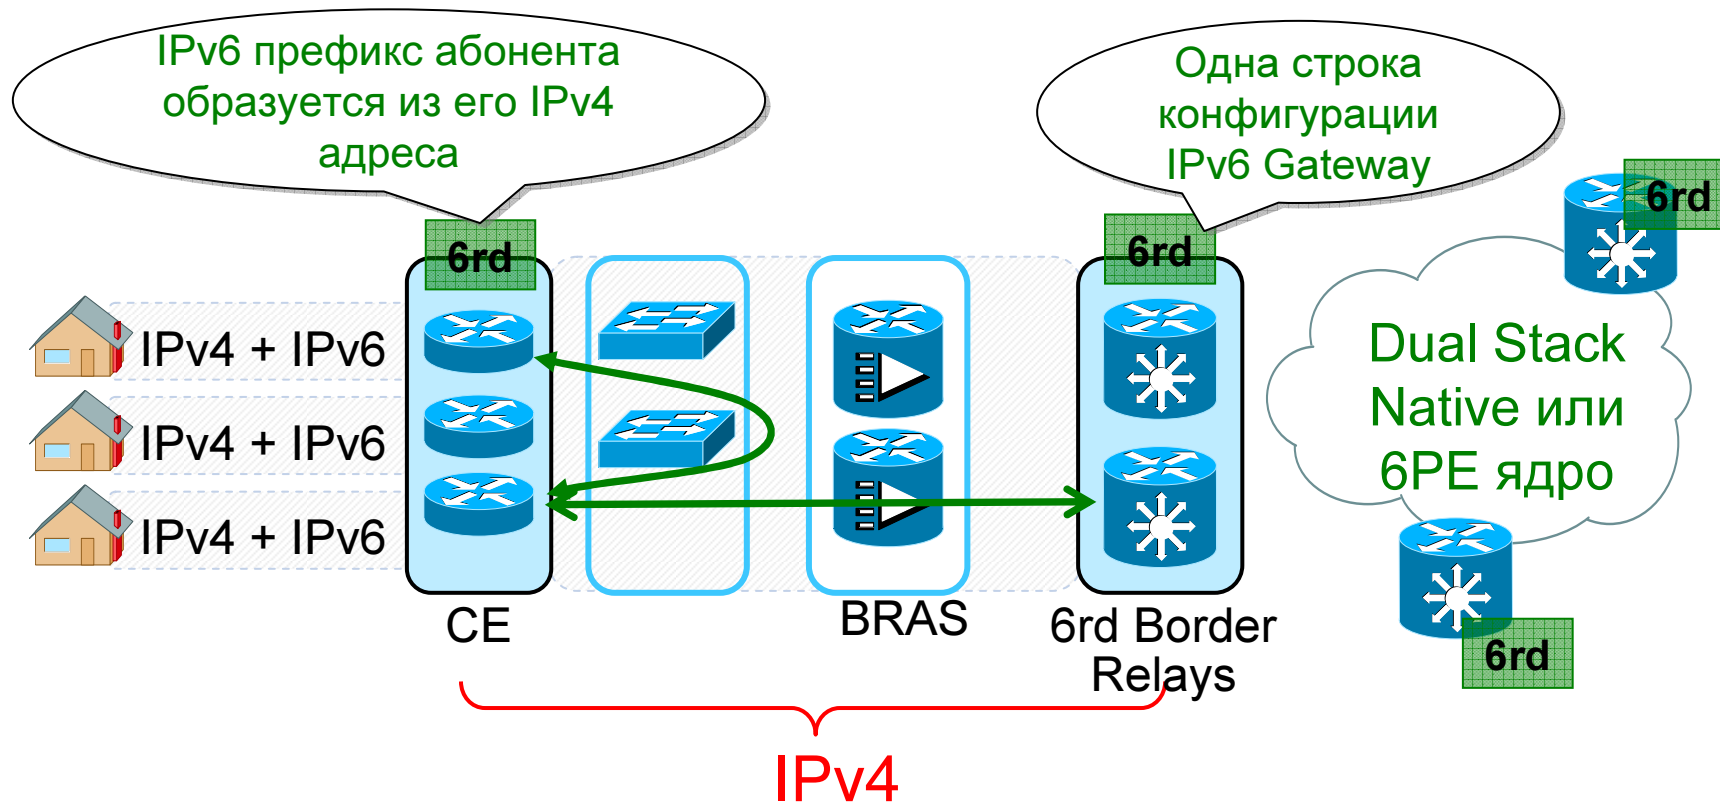 IPv6 префикс абонента
образуется из его IPv4
адреса
Одна строка
конфигурации
IPv6 Gateway
6rd
6rd
6rd
IPv4 + IPv6
IPv4 + IPv6
IPv4 + IPv6
Dual Stack
Native или
6PE ядро
6rd
CE
BRAS
6rd Border
Relays
IPv4